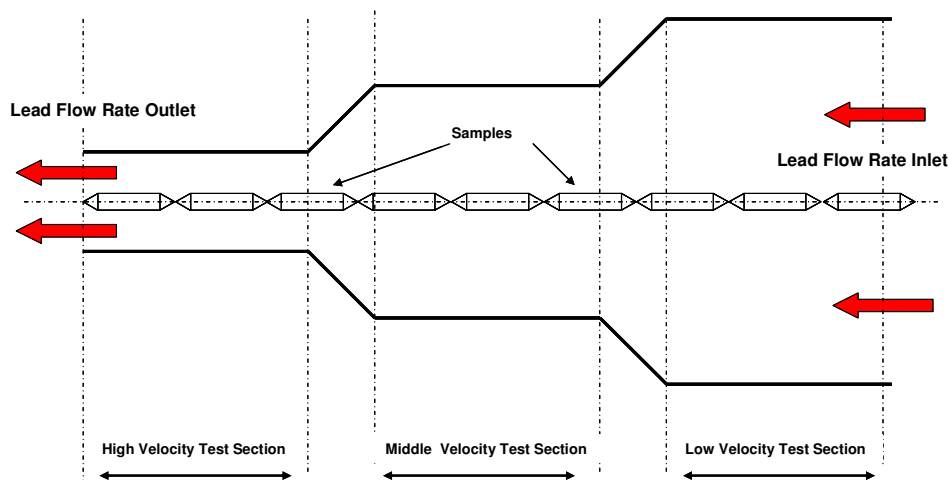 Lead Flow Rate Outlet
Samples
Lead Flow Rate Inlet
High Velocity Test Section
Middle Velocity Test Section
Low Velocity Test Section